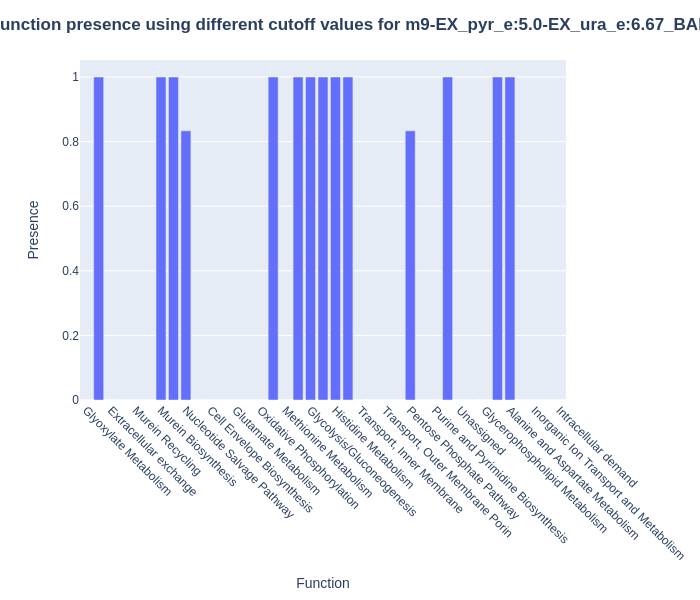 unction presence using different cutoff values for m9-EX_pyr_e:5.0-EX_ura_e:6.67_BA
Presence
1
0.8
0.6
0.4
0.2
0
Glyoxylate Metabolism
Extracellular exchange
Murein Recycling
Murein Biosynthesis
Nucleotide Salvage Pathway
Cell Envelope Biosynthesis
Glutamate Metabolism
Oxidative Phosphorylation
Methionine Metabolism
Glycolysis/Gluconeogenesis
Histidine Metabolism
Transport, Inner Membrane
Transport, Outer Membrane Porin
Pentose Phosphate Pathway
Purine and Pyrimidine Biosynthesis
Unassigned
Glycerophospholipid Metabolism
Alanine and Aspartate Metabolism
Inorganic Ion Transport and Metabolism
Intracellular demand
Function